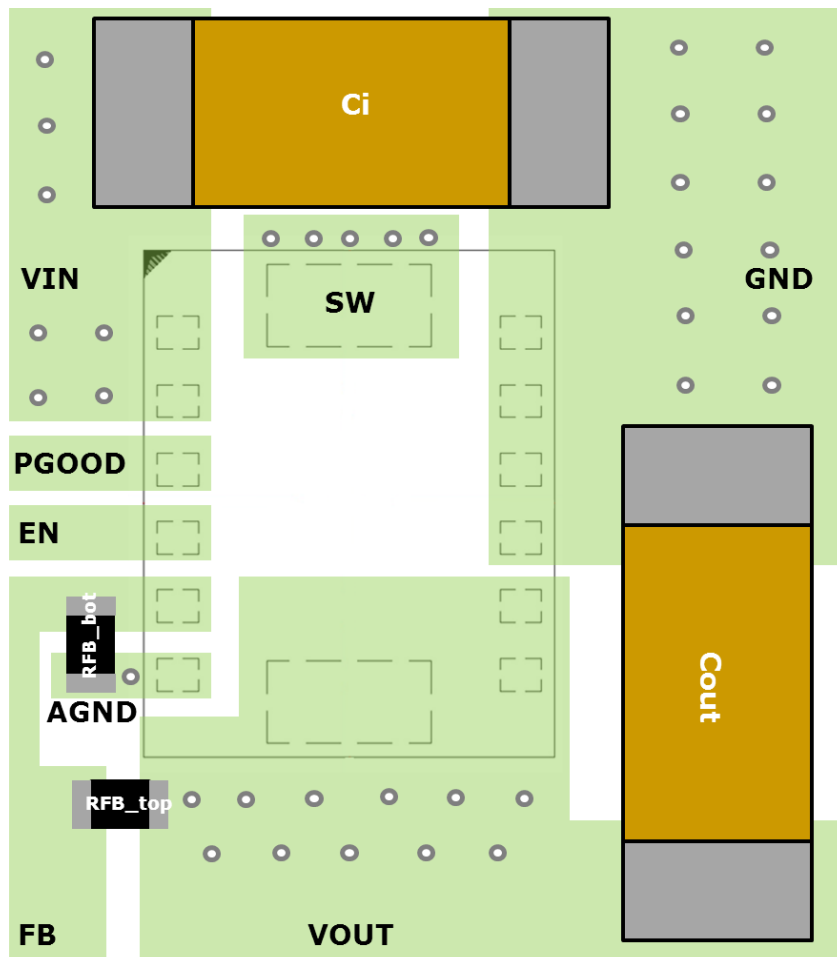 Ci
VIN
SW
GND
PGOOD
EN
RFB_bot
AGND
Cout
RFB_top
FB
VOUT